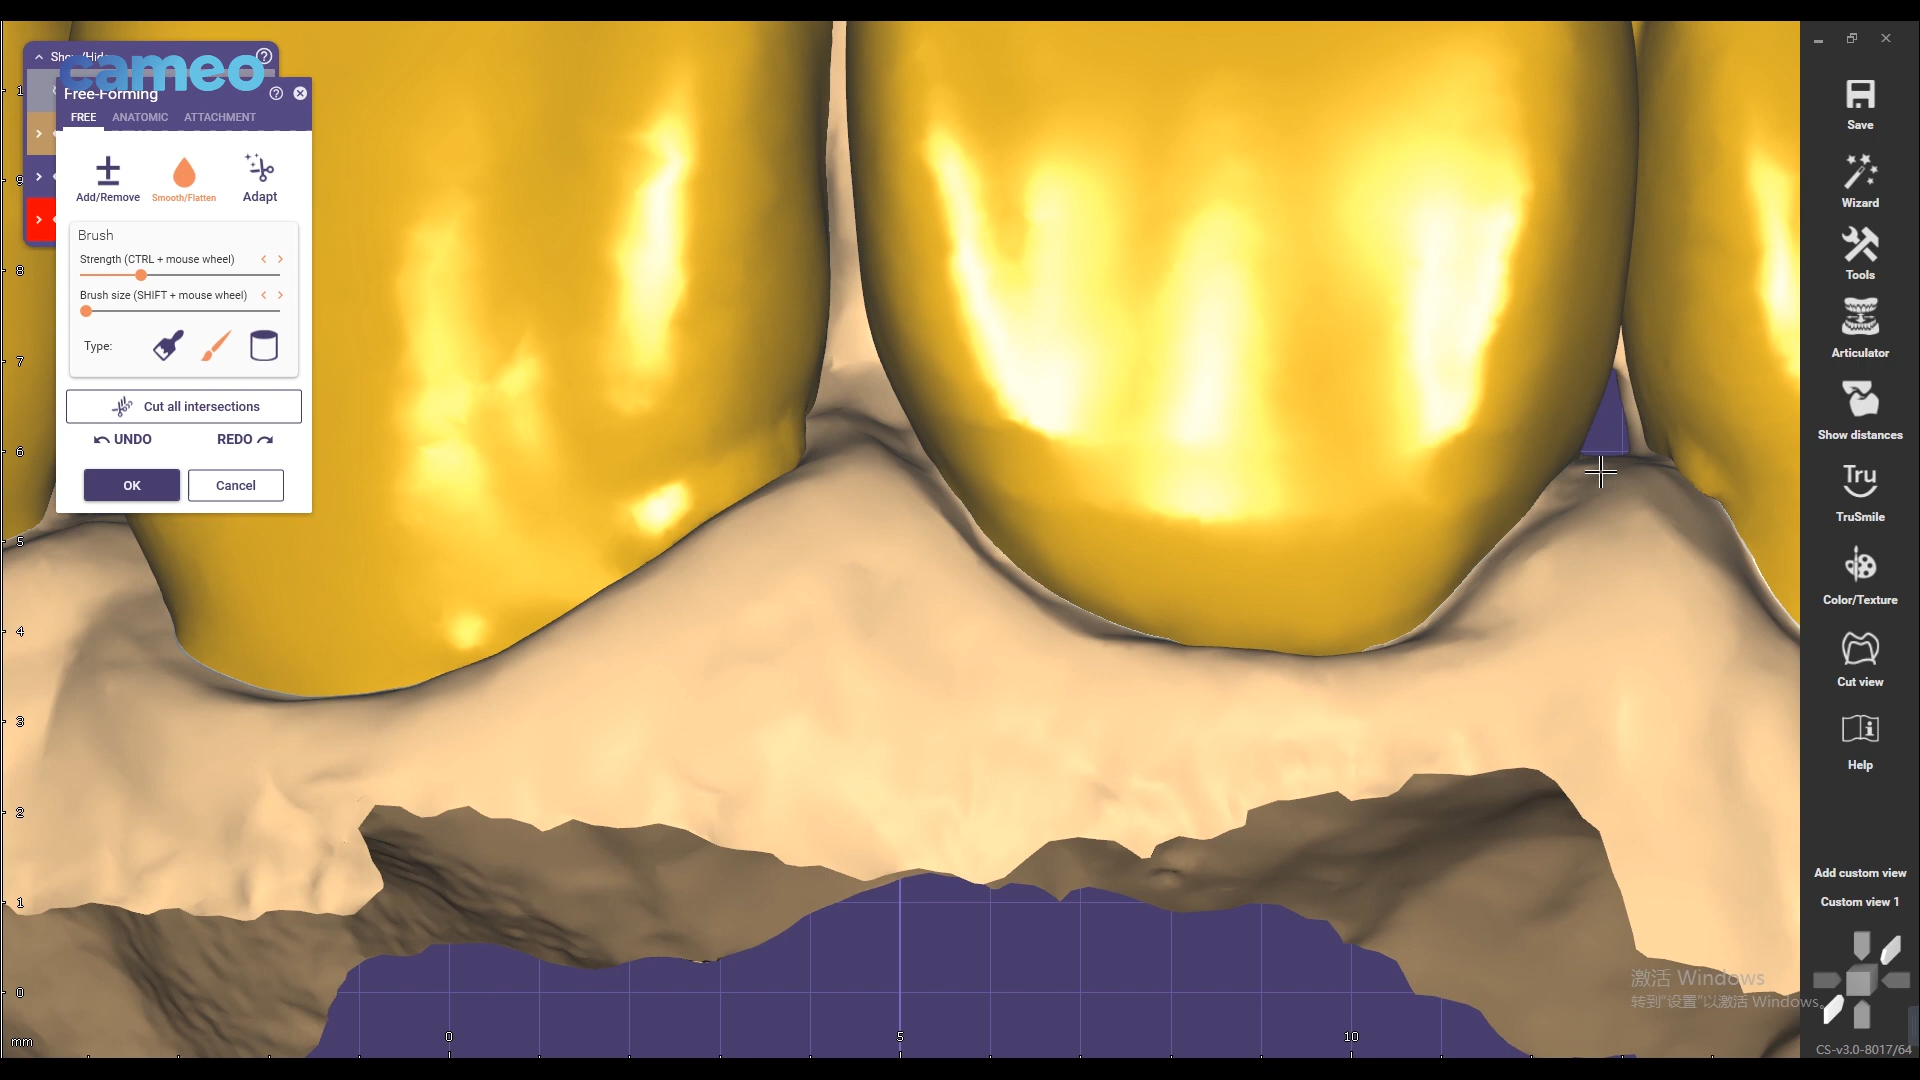 Show/Hide
cameo
Free-Forming
FREE ANATOMIC ATTACHMENT
Add/Remove Smooth/Flatten Adapt
Brush
Strength (CTRL + mouse wheel)
Brush size (SHIFT + mouse wheel)
Type:
Cut all intersections
UNDO REDO
OK Cancel
1
9
8
7
6
5
4
3
2
1
0
mm
0 5 10
Save
Wizard
Tools
Articulator
Show distances
Tru
TruSmile
Color/Texture
Cut view
Help
Add custom view
Custom view 1
激活 Windows
转到"设置"以激活 Windows。
CS-v3.0-8017/64